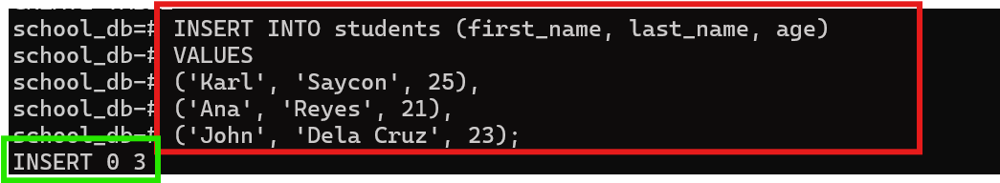 school_db=# INSERT INTO students (first_name, last_name, age)
school_db-# VALUES
school_db-# ('Karl', 'Saycon', 25),
school_db-# ('Ana', 'Reyes', 21),
school_db-# ('John', 'Dela Cruz', 23);
INSERT 0 3